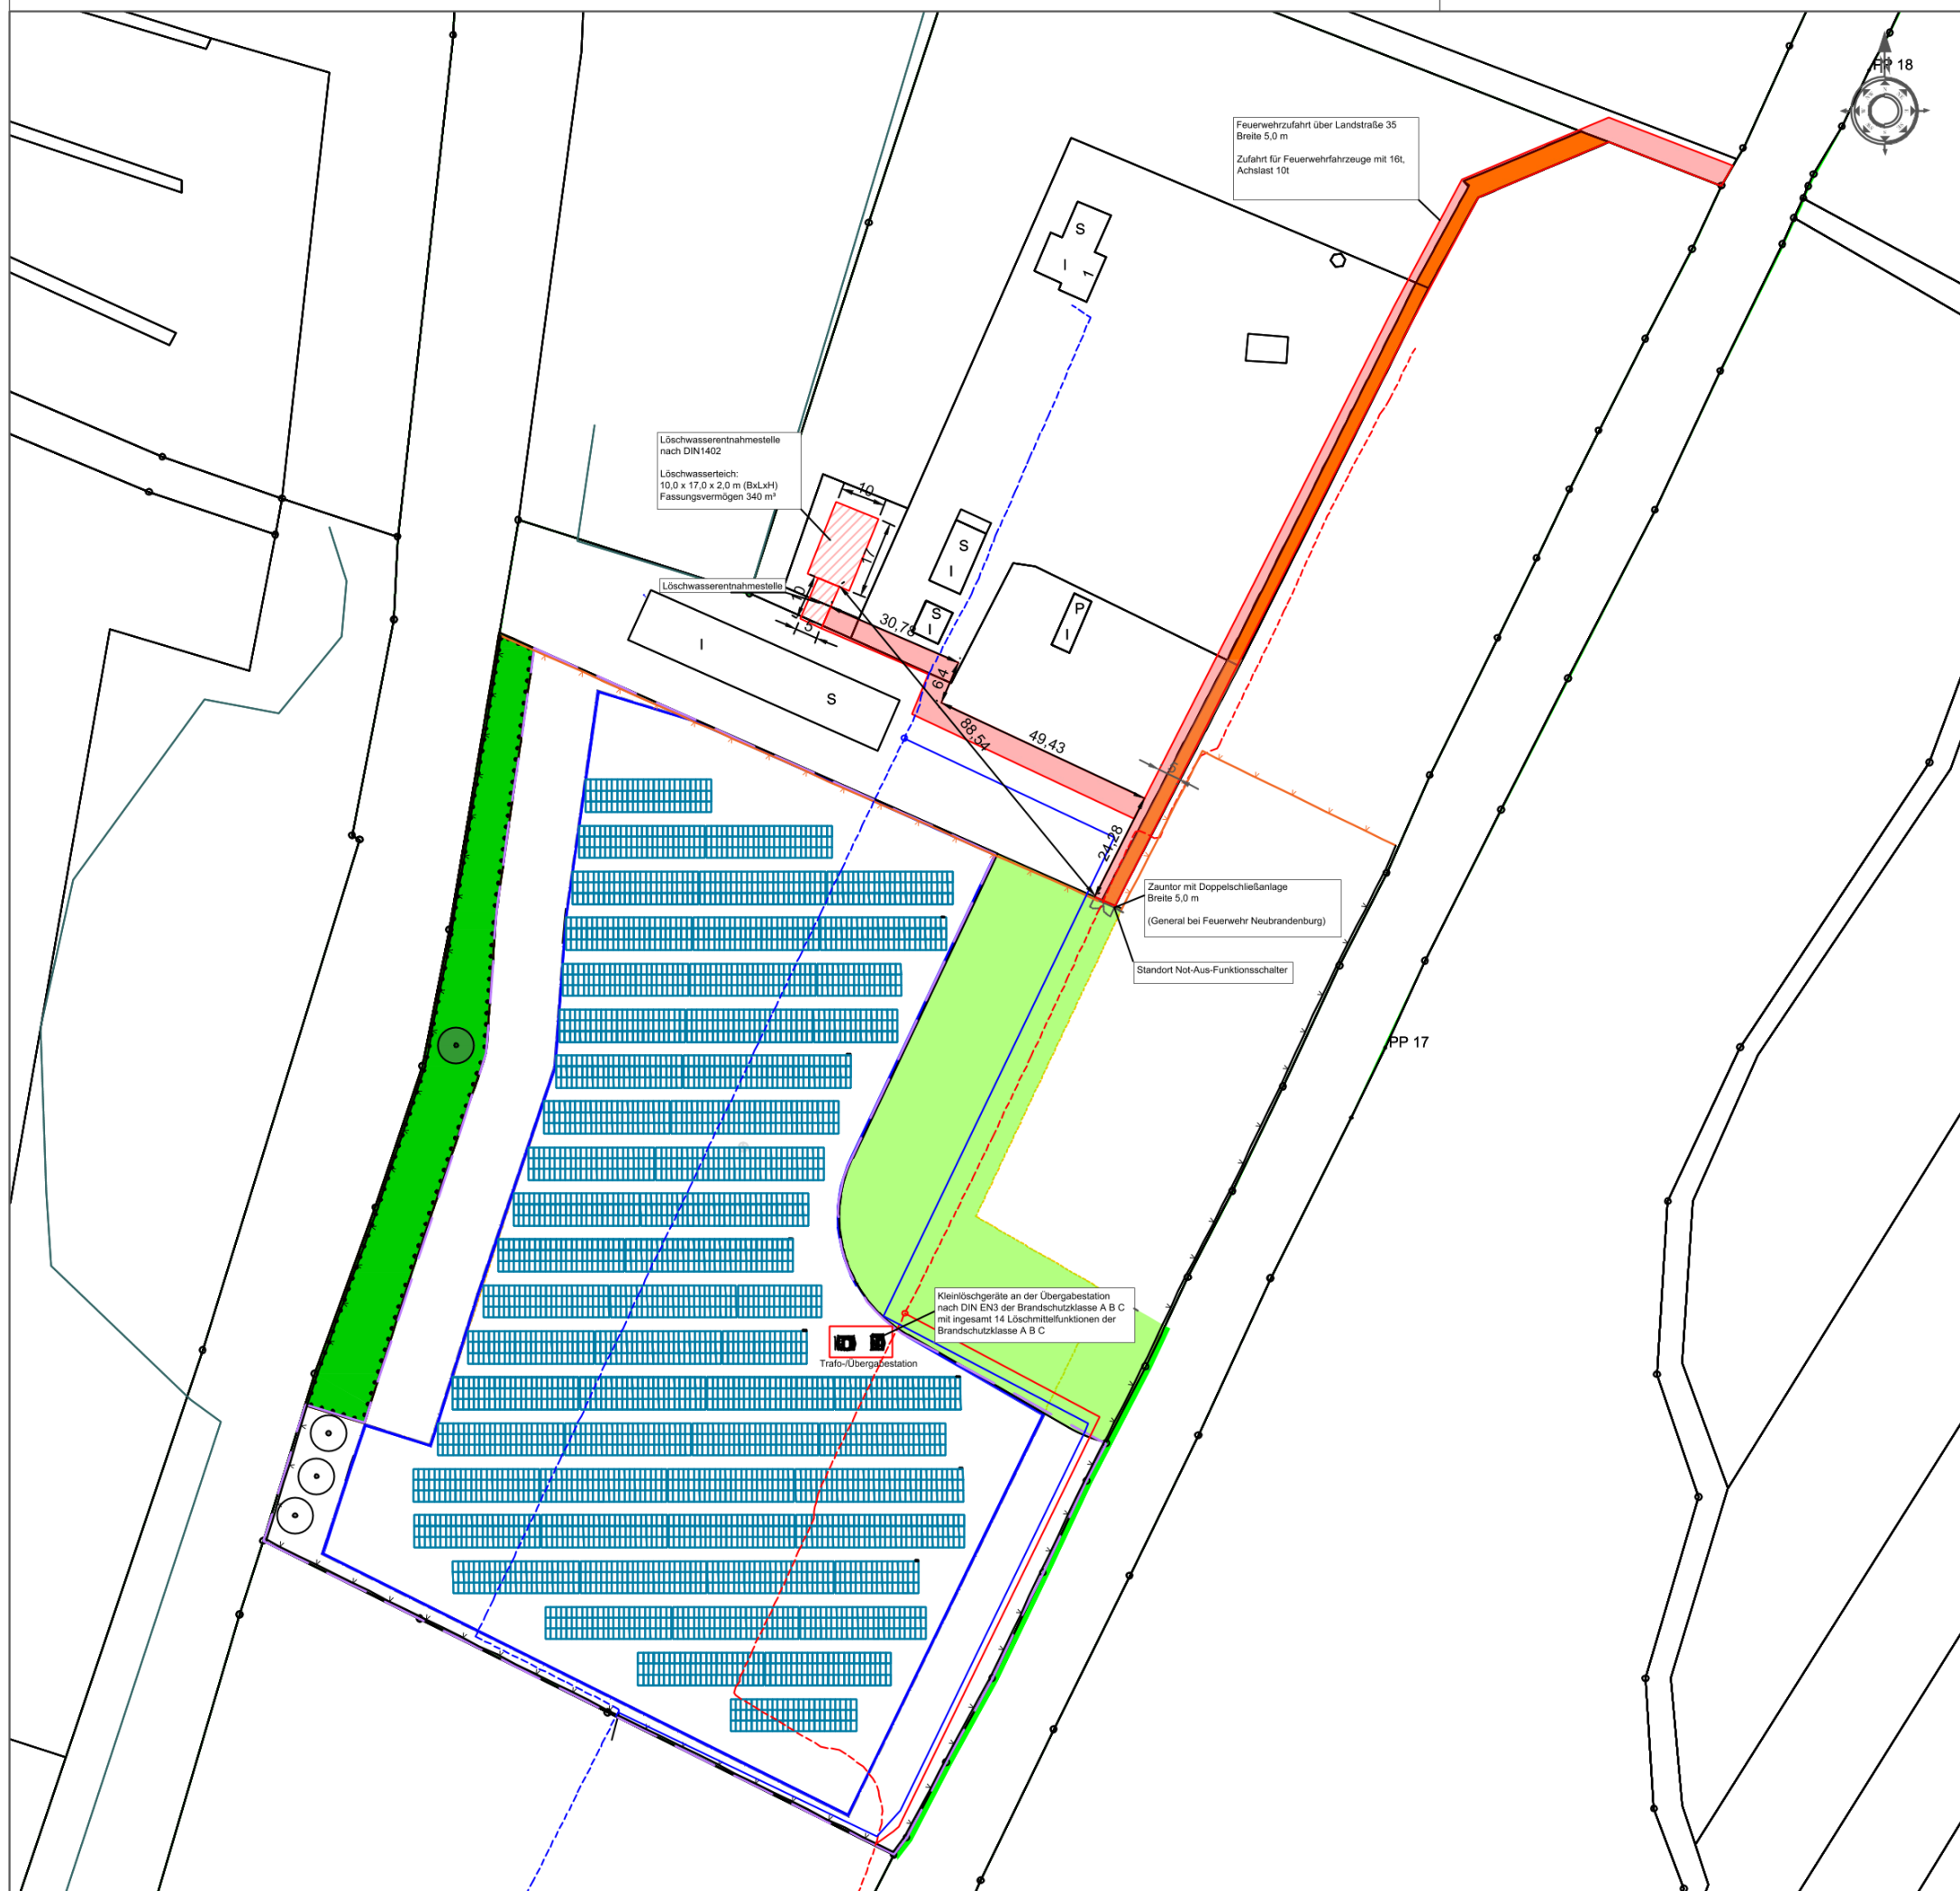 PP 18
Feuerwehrzufahrt über Landstraße 35
Breite 5,0 m
Zufahrt für Feuerwehrfahrzeuge mit 16t,
Achslast 10t
S
I
1
Löschwasserentnahmestelle
nach DIN1402
Löschwasserteich:
10,0 x 17,0 x 2,0 m (BxLxH)
Fassungsvermögen 340 m³
10
17
S
I
Löschwasserentnahmestelle
10
5
30,78
S
I
P
I
I
S
6,4
88,54
49,43
5
24,28
Zauntor mit Doppelschließanlage
Breite 5,0 m
(General bei Feuerwehr Neubrandenburg)
Standort Not-Aus-Funktionsschalter
PP 17
Kleinlöschgeräte an der Übergabestation
nach DIN EN3 der Brandschutzklasse A B C
mit ingesamt 14 Löschmittelfunktionen der
Brandschutzklasse A B C
Trafo-/Übergabestation